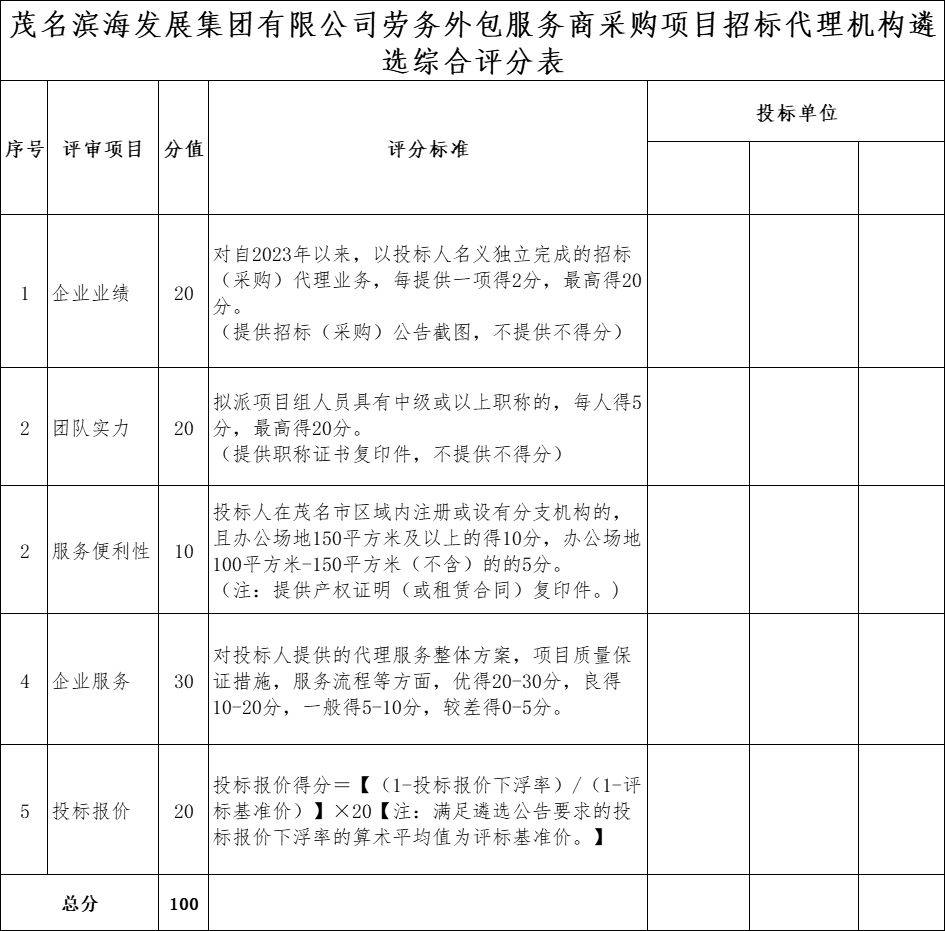 茂名滨海发展集团有限公司劳务外包服务商采购项目招标代理机构遴
选综合评分表
序号 评审项目 分值 评分标准 投标单位
1 企业业绩 20
对自2023年以来，以投标人名义独立完成的招标
（采购）代理业务，每提供一项得2分，最高得20
分。
（提供招标（采购）公告截图，不提供不得分）
2 团队实力 20
拟派项目组人员具有中级或以上职称的，每人得5
分，最高得20分。
（提供职称证书复印件，不提供不得分）
2 服务便利性 10
投标人在茂名市区域内注册或设有分支机构的，
且办公场地150平方米及以上的得10分，办公场地
100平方米-150平方米（不含）的的5分。
（注：提供产权证明（或租赁合同）复印件。)
4 企业服务 30
对投标人提供的代理服务整体方案，项目质量保
证措施，服务流程等方面，优得20-30分，良得
10-20分，一般得5-10分，较差得0-5分。
5 投标报价 20
投标报价得分＝【（1-投标报价下浮率）/（1-评
标基准价）】×20【注：满足遴选公告要求的投
标报价下浮率的算术平均值为评标基准价。】
总分 100